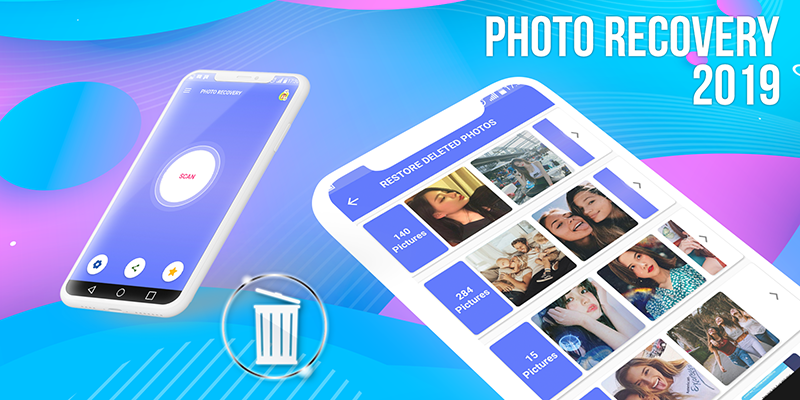 PHOTO RECOVERY
2019
PHOTO RECOVERY
SCAN
RESTORE DELETED PHOTOS
140
Pictures
284
Pictures
15
Pictures